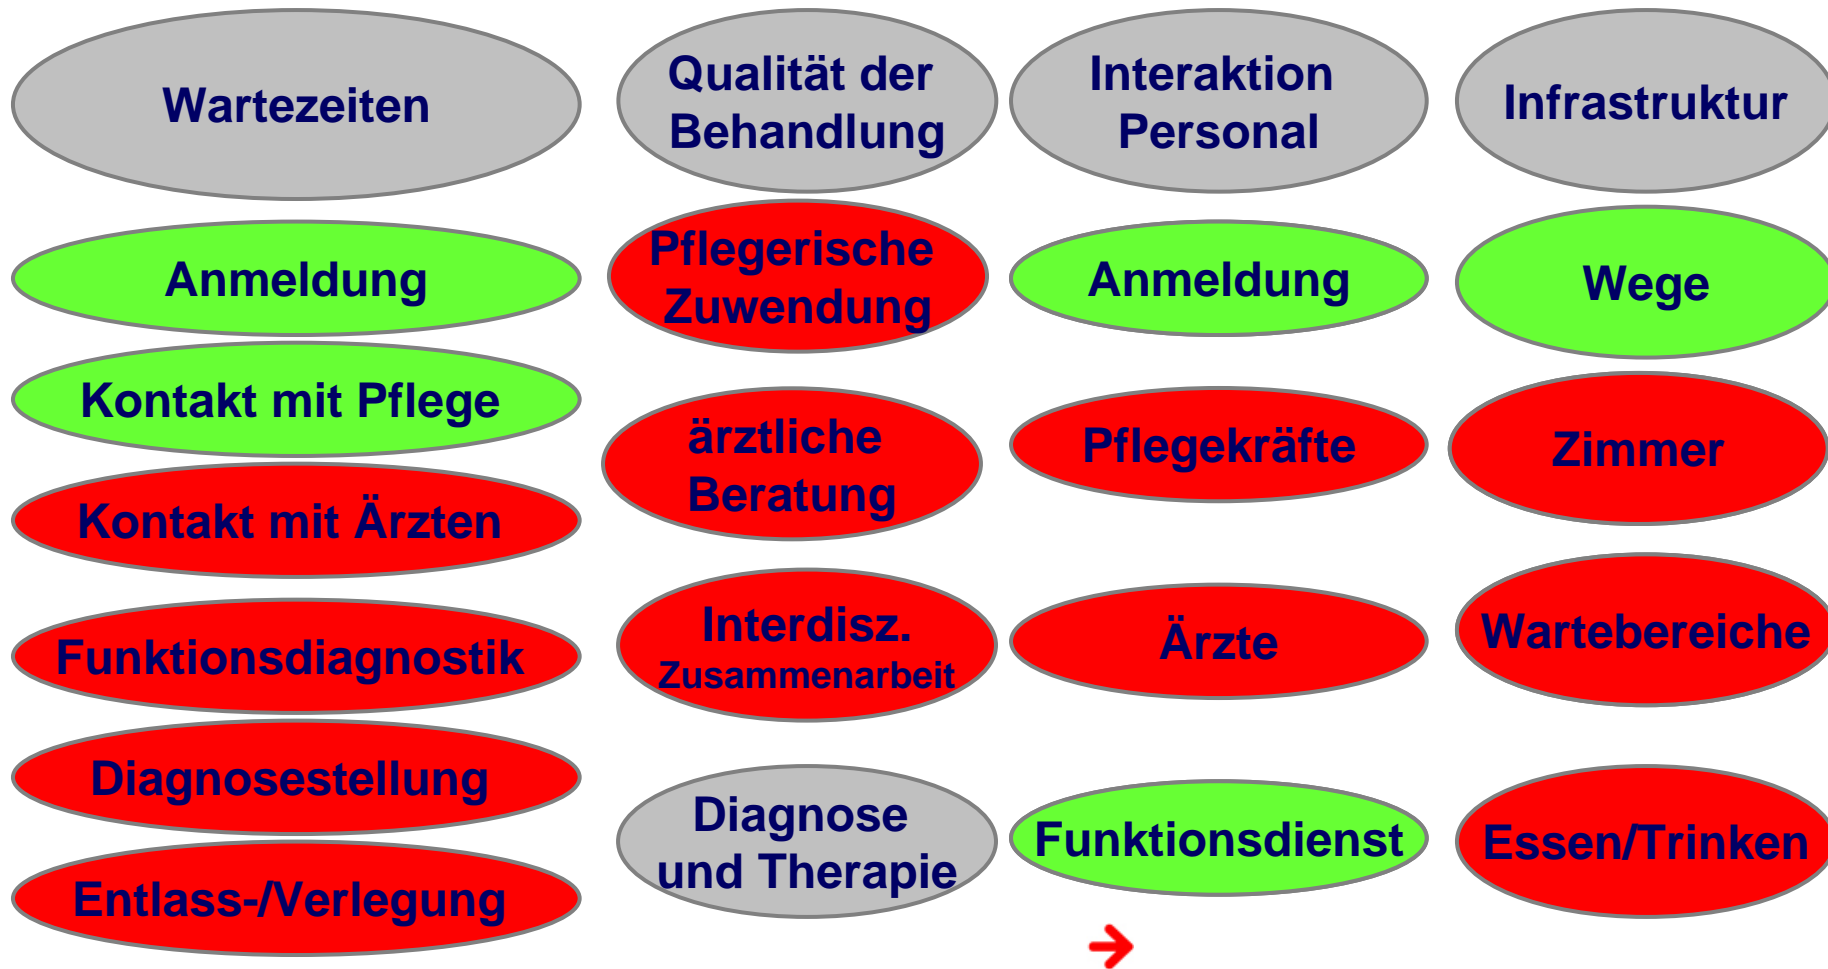 Wartezeiten
Anmeldung
Kontakt mit Pflege
Kontakt mit Ärzten
Funktionsdiagnostik
Diagnosestellung
Entlass-/Verlegung
Qualität der
Behandlung
Pflegerische
Zuwendung
ärztliche
Beratung
Interdisz.
Zusammenarbeit
Diagnose
und Therapie
Interaktion
Personal
Anmeldung
Pflegekräfte
Ärzte
Funktionsdienst
Infrastruktur
Wege
Zimmer
Wartebereiche
Essen/Trinken